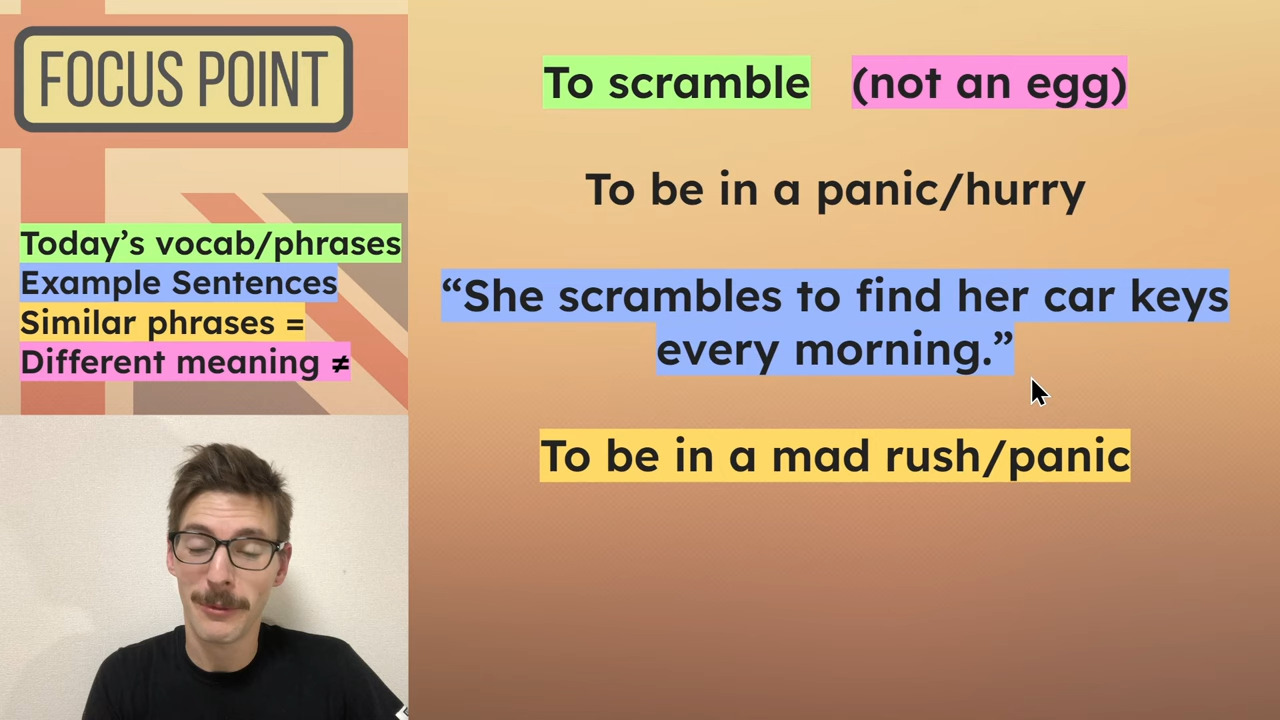 FOCUS POINT
Today’s vocab/phrases
Example Sentences
Similar phrases =
Different meaning ≠
To scramble (not an egg)
To be in a panic/hurry
“She scrambles to find her car keys
every morning.”
To be in a mad rush/panic